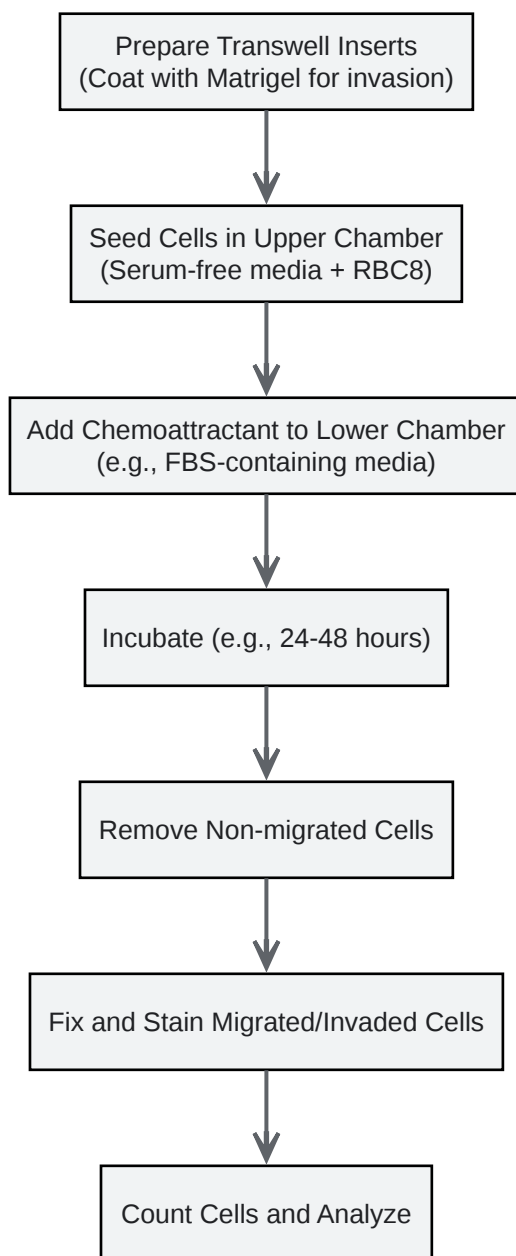 Prepare Transwell Inserts
(Coat with Matrigel for invasion)
Seed Cells in Upper Chamber
(Serum-free media + RBC8)
Add Chemoattractant to Lower Chamber
(e.g., FBS-containing media)
Incubate (e.g., 24-48 hours)
Remove Non-migrated Cells
Fix and Stain Migrated/Invaded Cells
Count Cells and Analyze